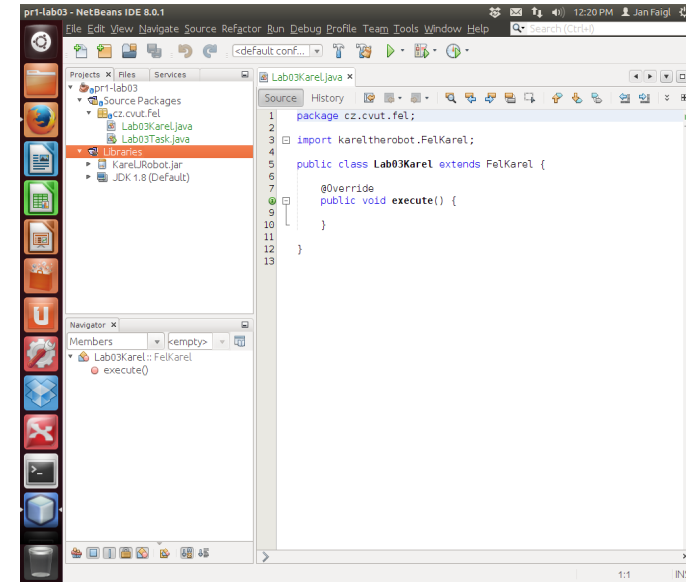 pr1-lab03 - NetBeans IDE 8.0.1
12:20 PM Jan Faigl
File Edit View Navigate Source Refactor Run Debug Profile Team Tools Window Help
Search (Ctrl+I)
<default conf...
Projects × Files Services
pr1-lab03
Source Packages
cz.cvut.fel
Lab03Karel.java
Lab03Task.java
Libraries
KarelJRobot.jar
JDK 1.8 (Default)
Navigator ×
Members <empty>
Lab03Karel :: FelKarel
execute()
Lab03Karel.java ×
Source History
1 package cz.cvut.fel;
2
3 import kareltherobot.FelKarel;
4
5 public class Lab03Karel extends FelKarel {
6
7 @Override
public void execute() {
9
10 }
11
12 }
13
1:1 INS